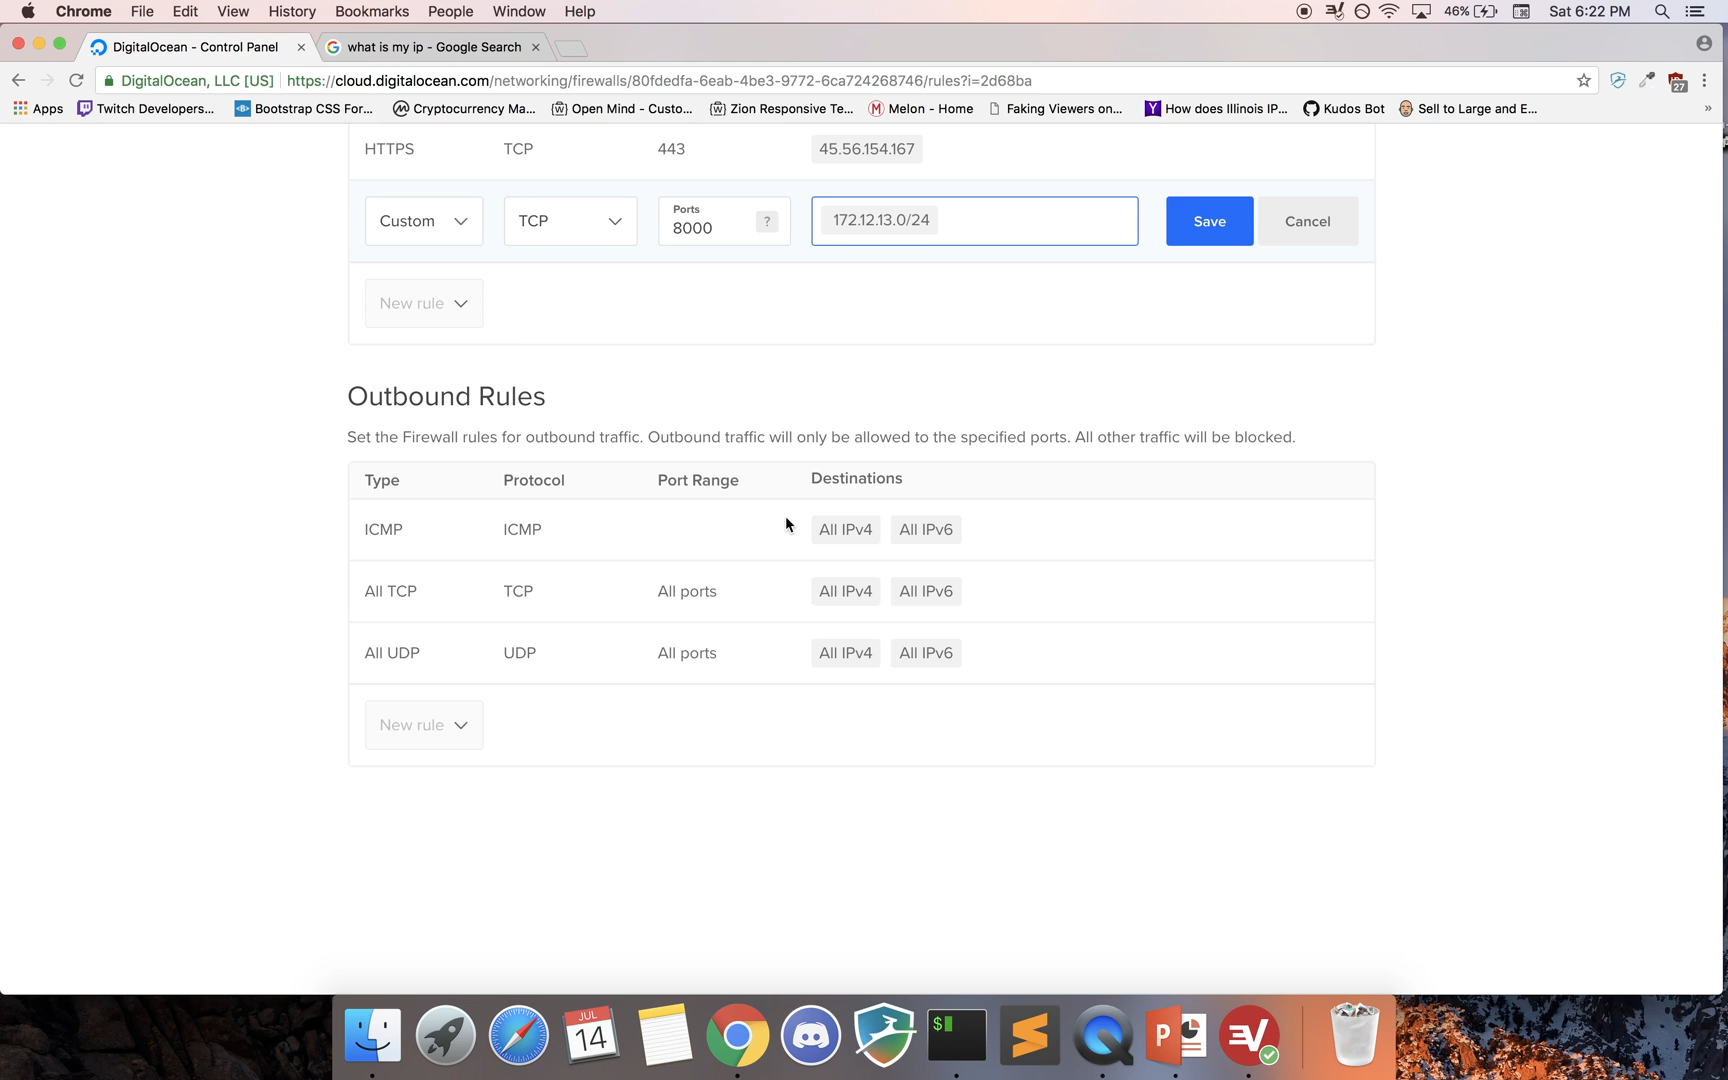 Chrome File Edit View History Bookmarks People Window Help 46% Sat 6:22 PM
DigitalOcean - Control Panel what is my ip - Google Search
DigitalOcean, LLC [US] https://cloud.digitalocean.com/networking/firewalls/80fdedfa-6eab-4be3-9772-6ca724268746/rules?i=2d68ba 27
Apps Twitch Developers... Bootstrap CSS For... Cryptocurrency Ma... Open Mind - Custo... Zion Responsive Te... Melon - Home Faking Viewers on... How does Illinois IP... Kudos Bot Sell to Large and E... »
HTTPS TCP 443 45.56.154.167
Custom TCP Ports 8000 ? 172.12.13.0/24 Save Cancel
New rule
Outbound Rules
Set the Firewall rules for outbound traffic. Outbound traffic will only be allowed to the specified ports. All other traffic will be blocked.
Type Protocol Port Range Destinations
ICMP ICMP All IPv4 All IPv6
All TCP TCP All ports All IPv4 All IPv6
All UDP UDP All ports All IPv4 All IPv6
New rule
JUL
14